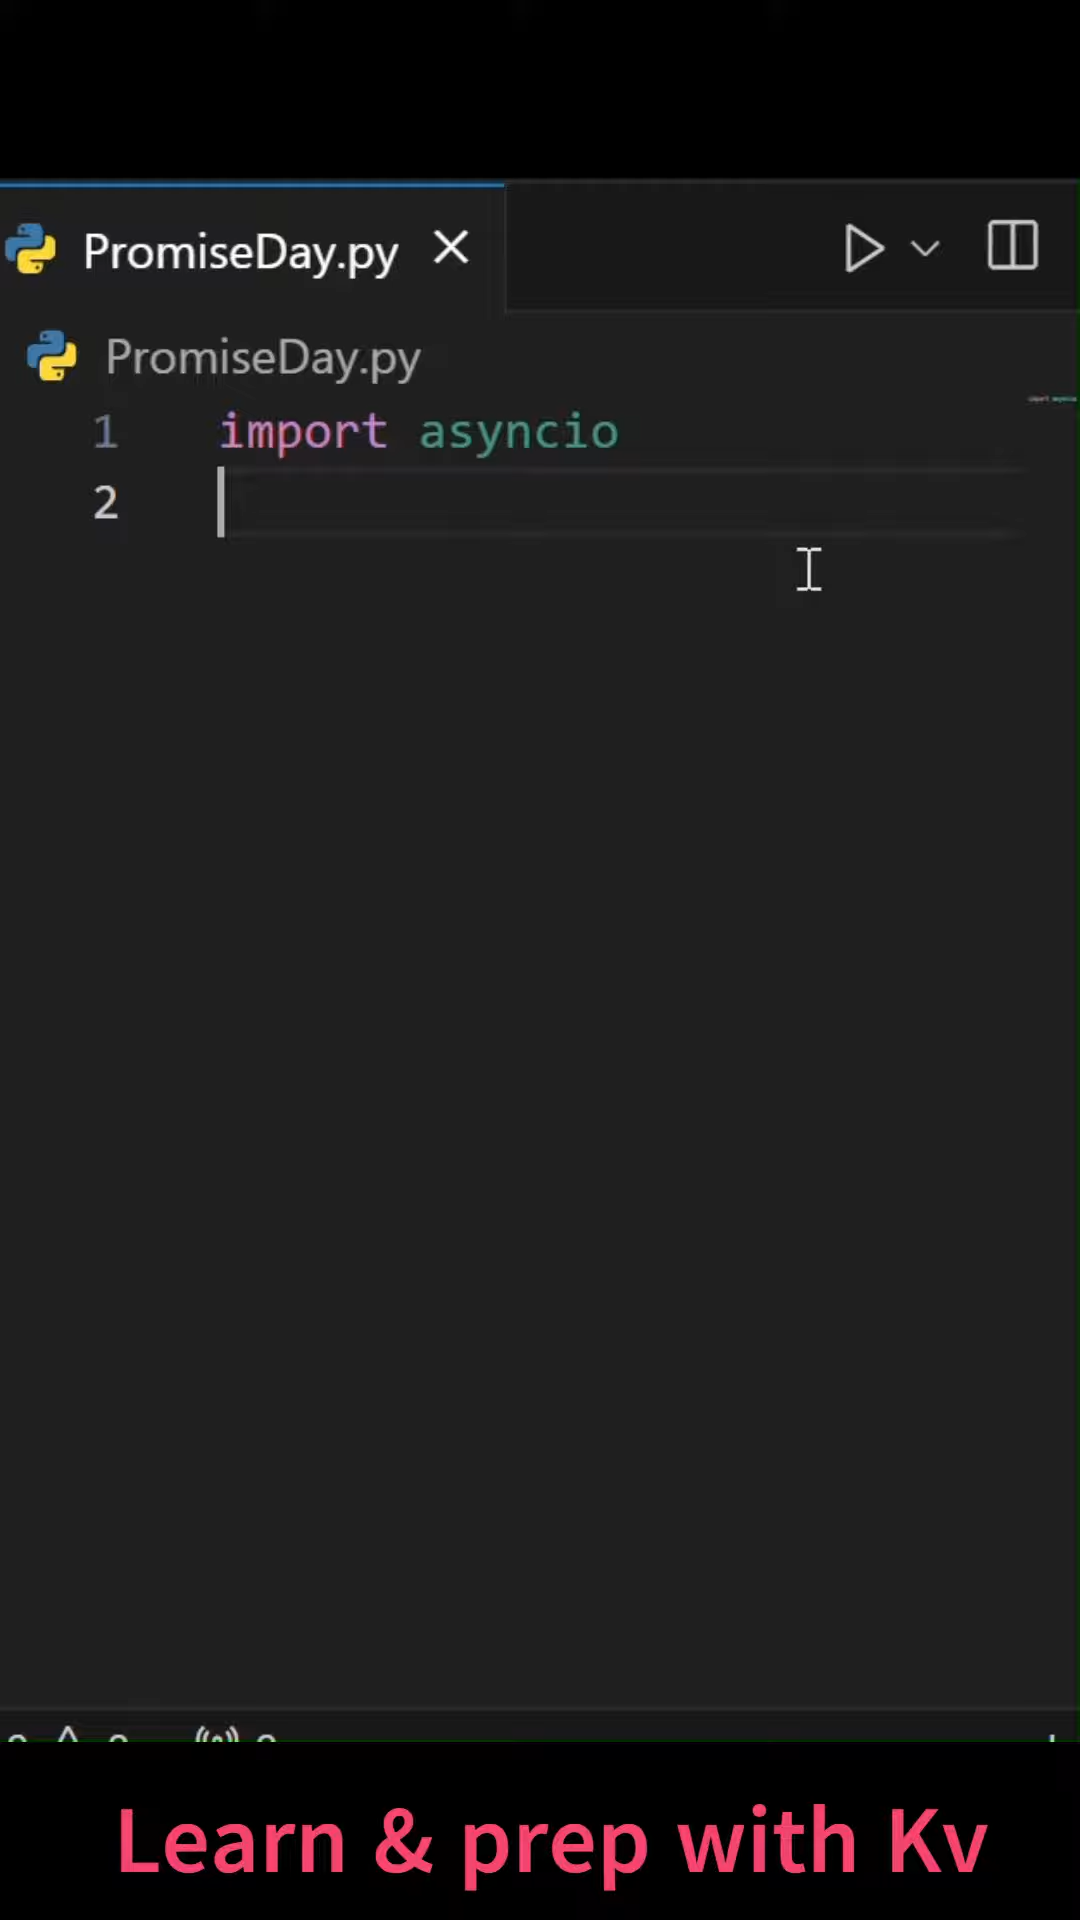 PromiseDay.py
PromiseDay.py
1 import asyncio
2
Learn & prep with Kv